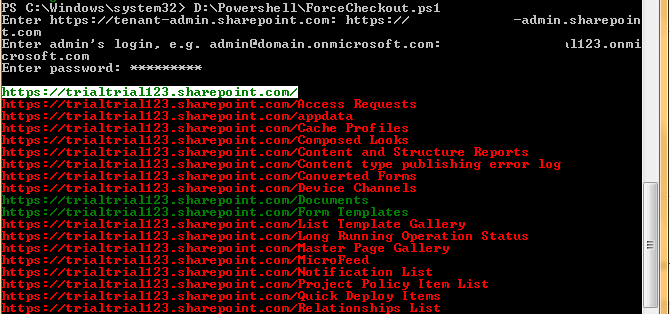 PS C:\Windows\system32> D:\Powershell\ForceCheckout.ps1
Enter https://tenant-admin.sharepoint.com: https:// -admin.sharepoin
t.com
Enter admin's login, e.g. admin@domain.onmicrosoft.com: l123.onmi
crosoft.com
Enter password: *********
https://trialtrial123.sharepoint.com/
https://trialtrial123.sharepoint.com/Access Requests
https://trialtrial123.sharepoint.com/appdata
https://trialtrial123.sharepoint.com/Cache Profiles
https://trialtrial123.sharepoint.com/Composed Looks
https://trialtrial123.sharepoint.com/Content and Structure Reports
https://trialtrial123.sharepoint.com/Content type publishing error log
https://trialtrial123.sharepoint.com/Converted Forms
https://trialtrial123.sharepoint.com/Device Channels
https://trialtrial123.sharepoint.com/Documents
https://trialtrial123.sharepoint.com/Form Templates
https://trialtrial123.sharepoint.com/List Template Gallery
https://trialtrial123.sharepoint.com/Long Running Operation Status
https://trialtrial123.sharepoint.com/Master Page Gallery
https://trialtrial123.sharepoint.com/MicroFeed
https://trialtrial123.sharepoint.com/Notification List
https://trialtrial123.sharepoint.com/Project Policy Item List
https://trialtrial123.sharepoint.com/Quick Deploy Items
https://trialtrial123.sharepoint.com/Relationships List